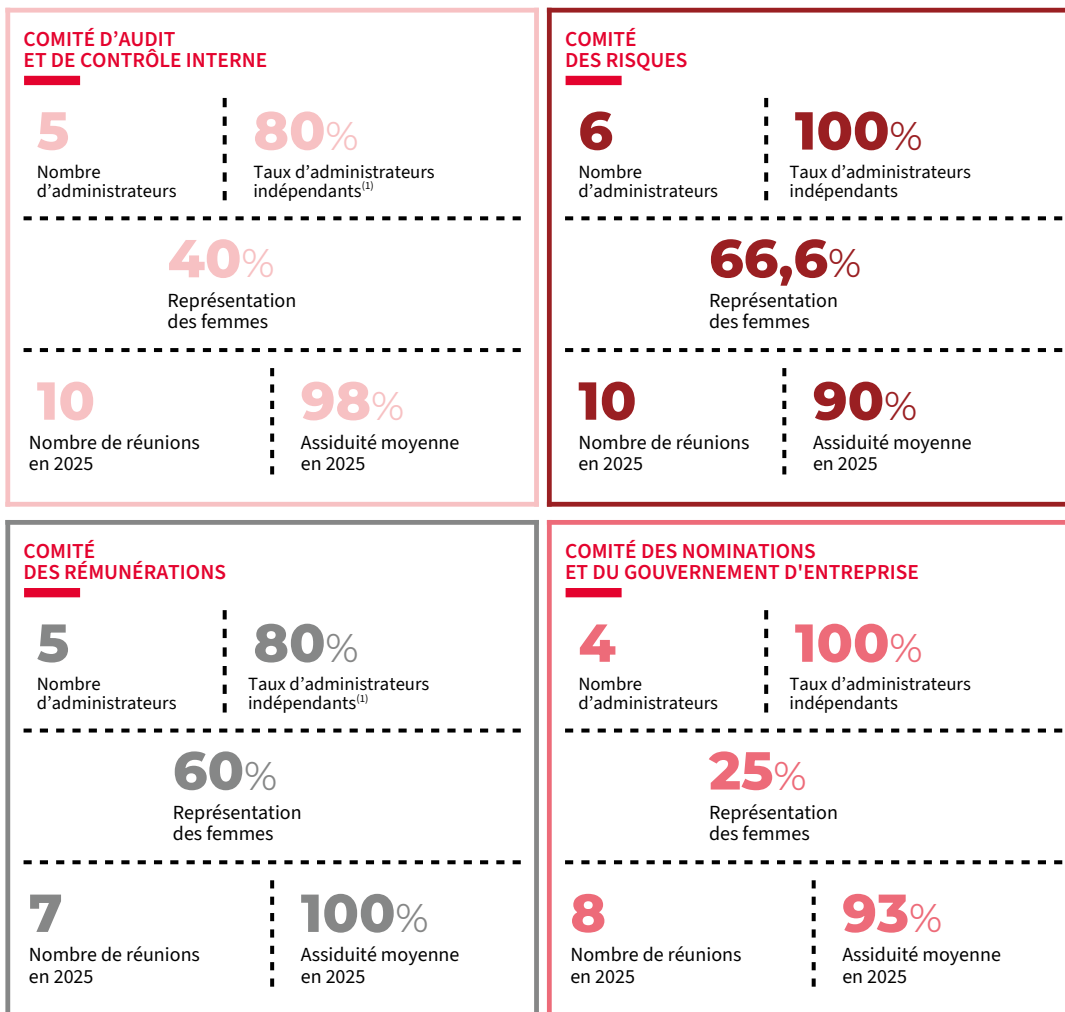 COMITÉ D’AUDIT
ET DE CONTRÔLE INTERNE
5
Nombre
d’administrateurs
80%
Taux d’administrateurs
indépendants(1)
40%
Représentation
des femmes
10
Nombre de réunions
en 2025
98%
Assiduité moyenne
en 2025
COMITÉ
DES RISQUES
6
Nombre
d’administrateurs
100%
Taux d’administrateurs
indépendants
66,6%
Représentation
des femmes
10
Nombre de réunions
en 2025
90%
Assiduité moyenne
en 2025
COMITÉ
DES RÉMUNÉRATIONS
5
Nombre
d’administrateurs
80%
Taux d’administrateurs
indépendants(1)
60%
Représentation
des femmes
7
Nombre de réunions
en 2025
100%
Assiduité moyenne
en 2025
COMITÉ DES NOMINATIONS
ET DU GOUVERNEMENT D'ENTREPRISE
4
Nombre
d’administrateurs
100%
Taux d’administrateurs
indépendants
25%
Représentation
des femmes
8
Nombre de réunions
en 2025
93%
Assiduité moyenne
en 2025